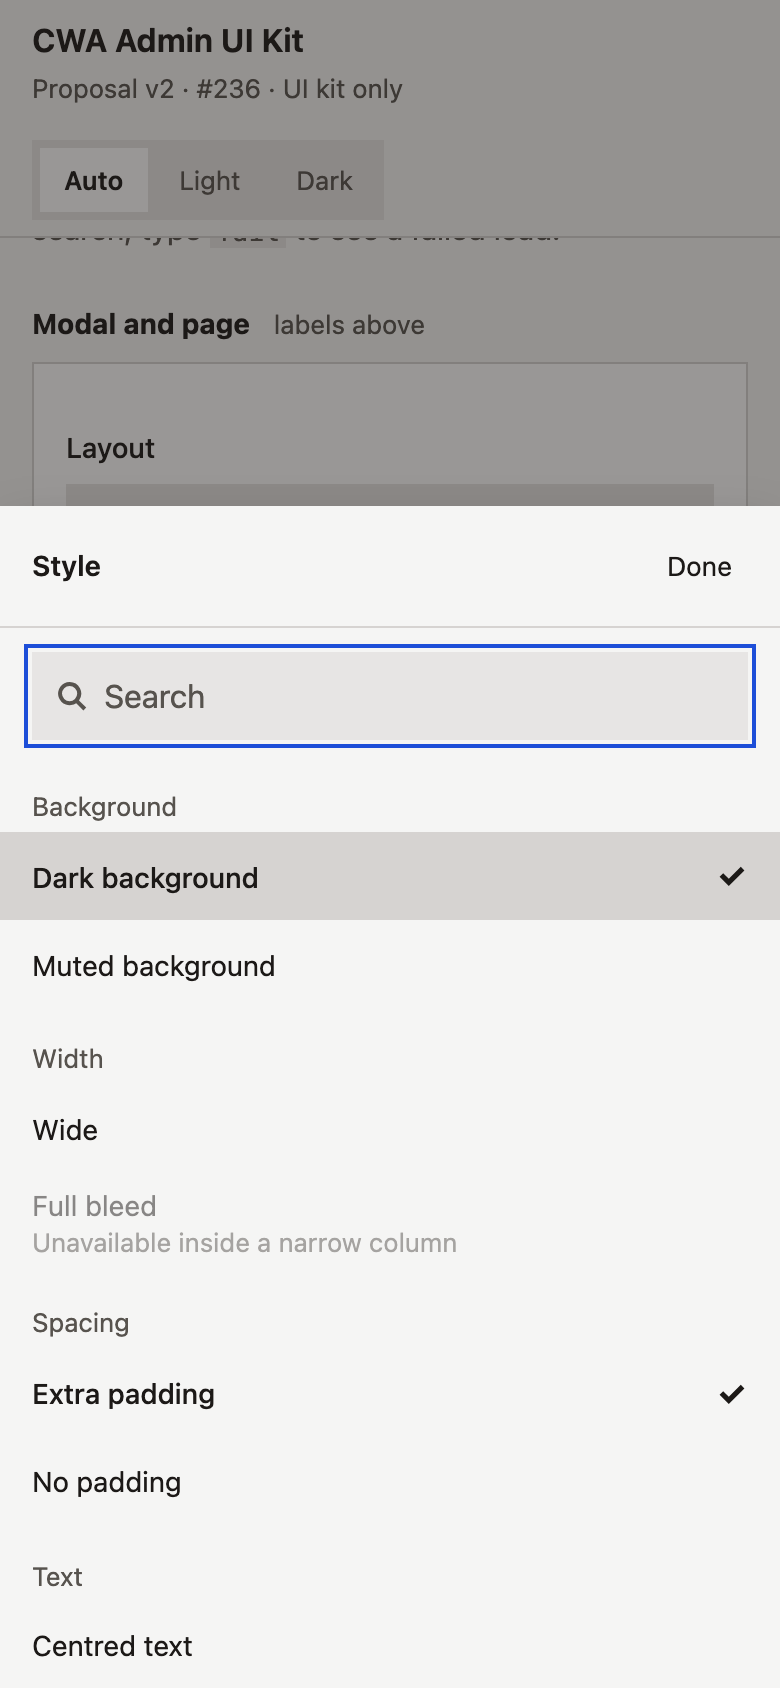 CWA Admin UI Kit
Proposal v2 · #236 · UI kit only
Auto Light Dark
Modal and page labels above
Layout
Style Done
Search
Background
Dark background
Muted background
Width
Wide
Full bleed
Unavailable inside a narrow column
Spacing
Extra padding
No padding
Text
Centred text